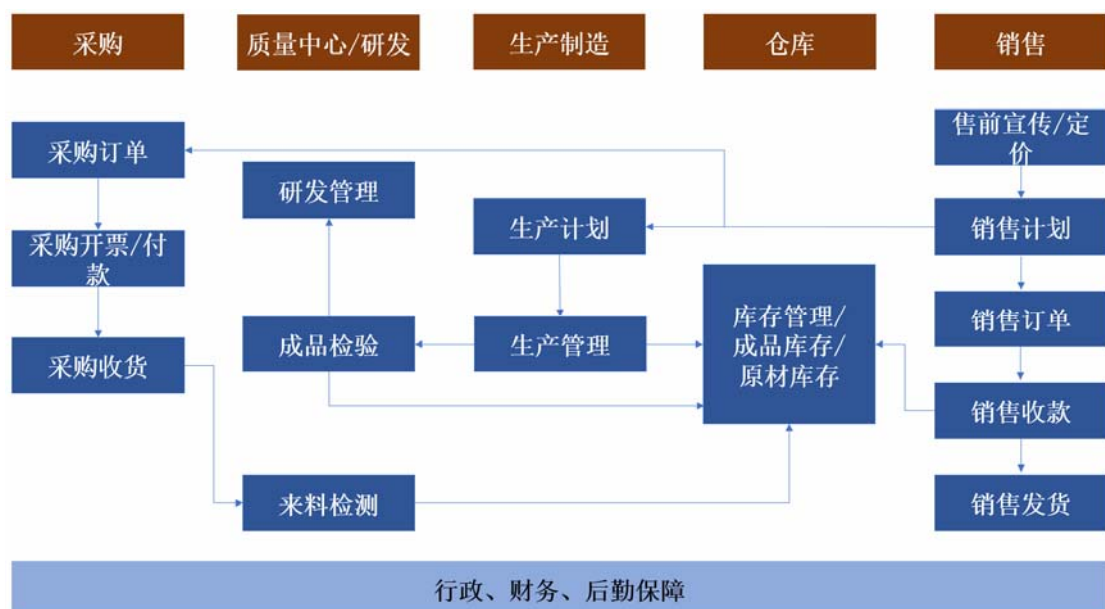 采购
质量中心/研发
生产制造
仓库
销售
采购订单
采购开票/付
款
采购收货
研发管理
成品检验
来料检测
生产计划
生产管理
库存管理/
成品库存/
原材库存
售前宣传/定
价
销售计划
销售订单
销售收款
销售发货
行政、财务、后勤保障